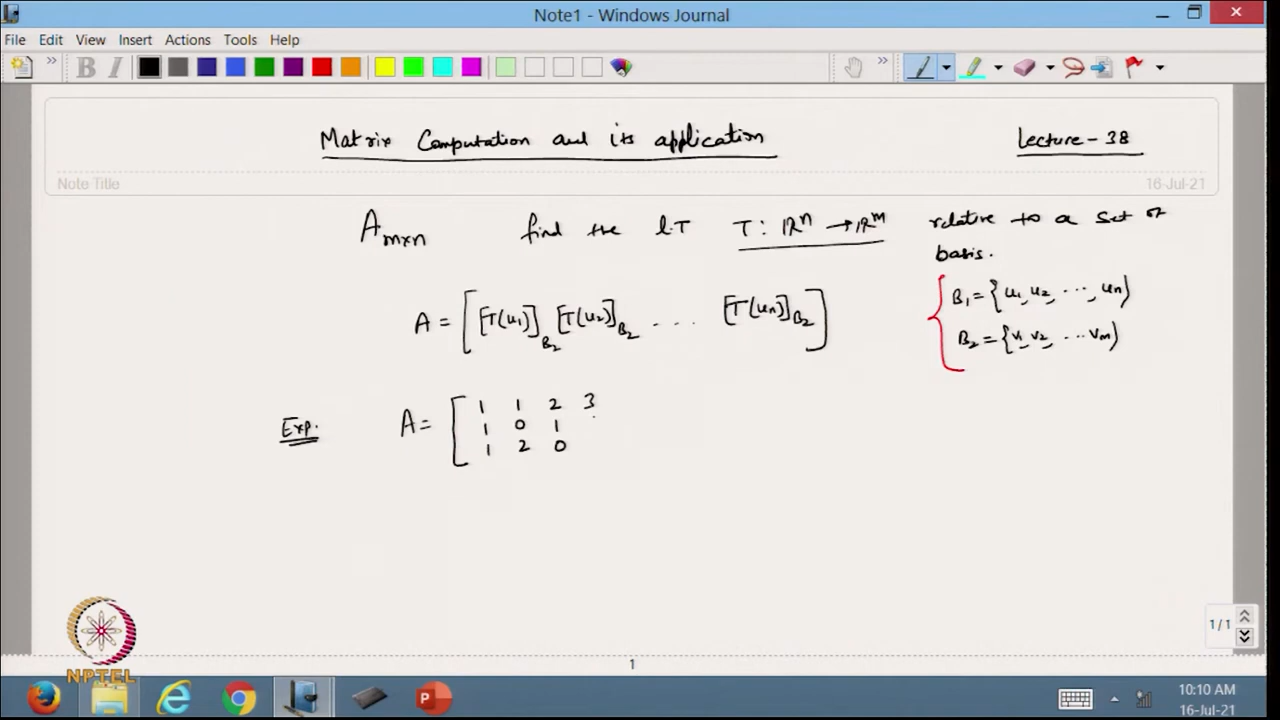 Note1 - Windows Journal
File Edit View Insert Actions Tools Help
B I
Matrix Computation and its application
Lecture - 38
Note Title
16-Jul-21
A m×n find the L.T T : ℝⁿ → ℝᵐ relative to a set of
basis.
A = [ [T(u₁)]_B₂ [T(u₂)]_B₂ . . . . [T(uₙ)]_B₂ ]
B₁ = {u₁, u₂, ..., uₙ}
B₂ = {v₁, v₂, ... vₘ}
Exp. A = [ 1 1 2 3
1 0 1
1 2 0
1/1
NPTEL
1
10:10 AM
16-Jul-21